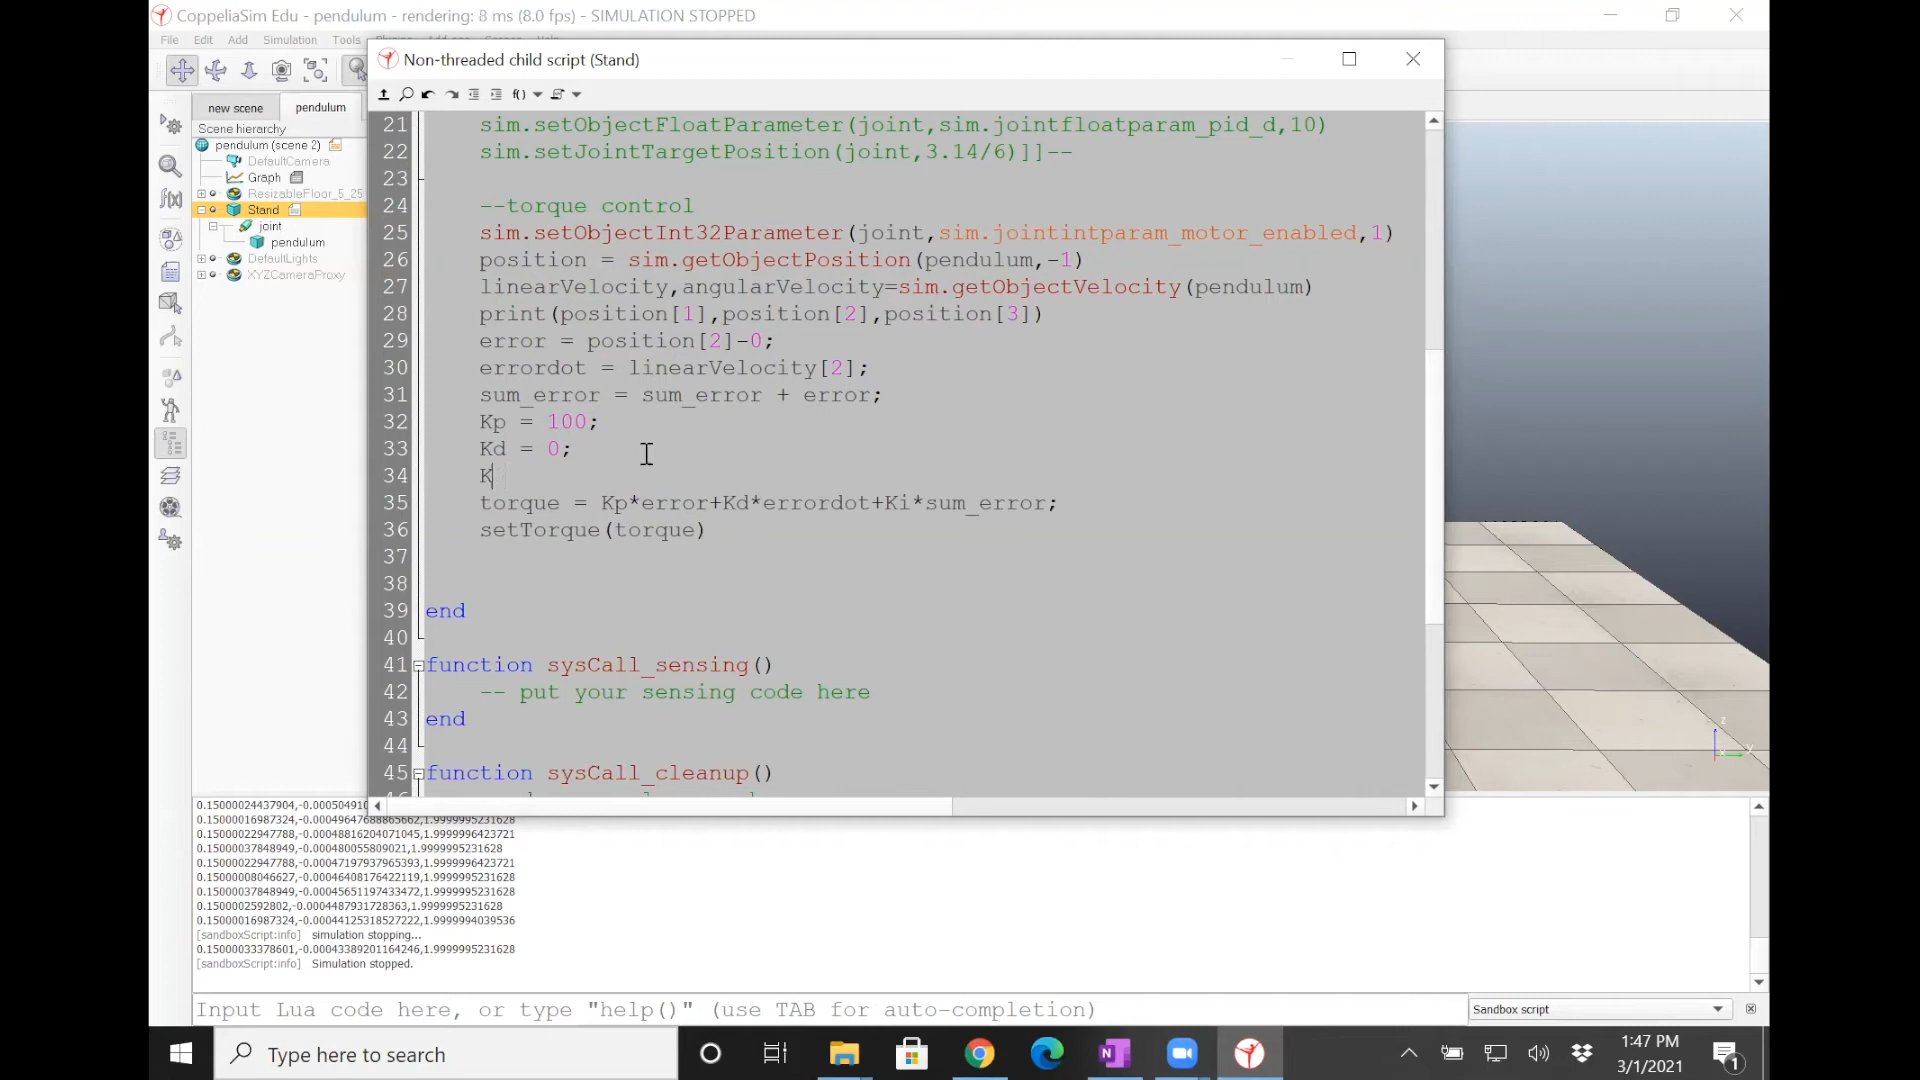 CoppeliaSim Edu - pendulum - rendering: 8 ms (8.0 fps) - SIMULATION STOPPED
File Edit Add Simulation Tools
Non-threaded child script (Stand)
f()
new scene
pendulum
Scene hierarchy
pendulum (scene 2)
DefaultCamera
Graph
ResizableFloor_5_25
Stand
joint
pendulum
DefaultLights
XYZCameraProxy
21 sim.setObjectFloatParameter(joint,sim.jointfloatparam_pid_d,10)
22 sim.setJointTargetPosition(joint,3.14/6)]]--
23
24 --torque control
25 sim.setObjectInt32Parameter(joint,sim.jointintparam_motor_enabled,1)
26 position = sim.getObjectPosition(pendulum,-1)
27 linearVelocity,angularVelocity=sim.getObjectVelocity(pendulum)
28 print(position[1],position[2],position[3])
29 error = position[2]-0;
30 errordot = linearVelocity[2];
31 sum_error = sum_error + error;
32 Kp = 100;
33 Kd = 0;
34 K
35 torque = Kp*error+Kd*errordot+Ki*sum_error;
36 setTorque(torque)
37
38
39 end
40
41 function sysCall_sensing()
42 -- put your sensing code here
43 end
44
45 function sysCall_cleanup()
0.15000024437904,-0.000504910
0.15000016987324,-0.00049647688865662,1.9999995231628
0.15000022947788,-0.00048816204071045,1.9999996423721
0.15000037848949,-0.000480055809021,1.9999995231628
0.15000022947788,-0.00047197937965393,1.9999996423721
0.15000008046627,-0.00046408176422119,1.9999995231628
0.15000037848949,-0.00045651197433472,1.9999995231628
0.1500002592802,-0.0004487931728363,1.9999995231628
0.15000016987324,-0.00044125318527222,1.9999994039536
[sandboxScript:info] simulation stopping...
0.15000033378601,-0.00043389201164246,1.9999995231628
[sandboxScript:info] Simulation stopped.
Input Lua code here, or type "help()" (use TAB for auto-completion)
Sandbox script
Type here to search
1:47 PM
3/1/2021
1